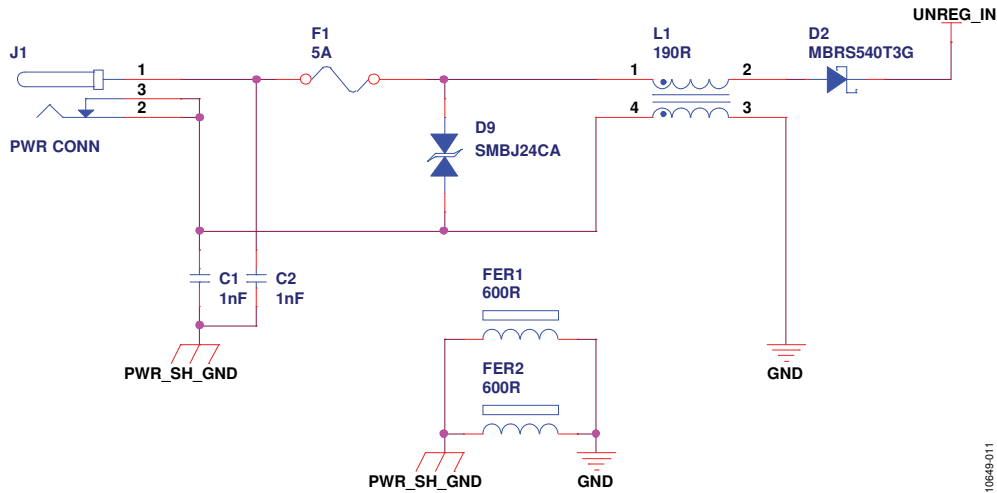 UNREG_IN
J1
F1
5A
L1
190R
D2
MBRS540T3G
1
3
2
1
2
4
3
PWR CONN
D9
SMBJ24CA
C1
1nF
C2
1nF
FER1
600R
PWR_SH_GND
GND
FER2
600R
PWR_SH_GND
GND
10649-011